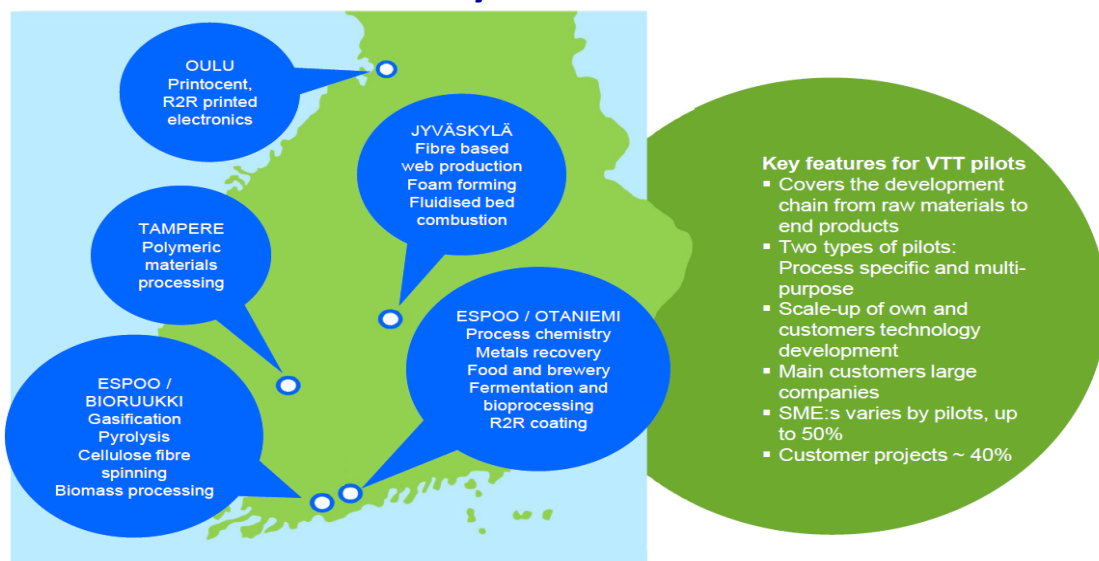 OULU
Printocent,
R2R printed
electronics
JYVÄSKYLÄ
Fibre based
web production
Foam forming
Fluidised bed
combustion
TAMPERE
Polymeric
materials
processing
ESPOO / OTANIEMI
Process chemistry
Metals recovery
Food and brewery
Fermentation and
bioprocessing
R2R coating
ESPOO /
BIORUUKKI
Gasification
Pyrolysis
Cellulose fibre
spinning
Biomass processing
Key features for VTT pilots
▪ Covers the development
chain from raw materials to
end products
▪ Two types of pilots:
Process specific and multi-
purpose
▪ Scale-up of own and
customers technology
development
▪ Main customers large
companies
▪ SME:s varies by pilots, up
to 50%
▪ Customer projects ~ 40%